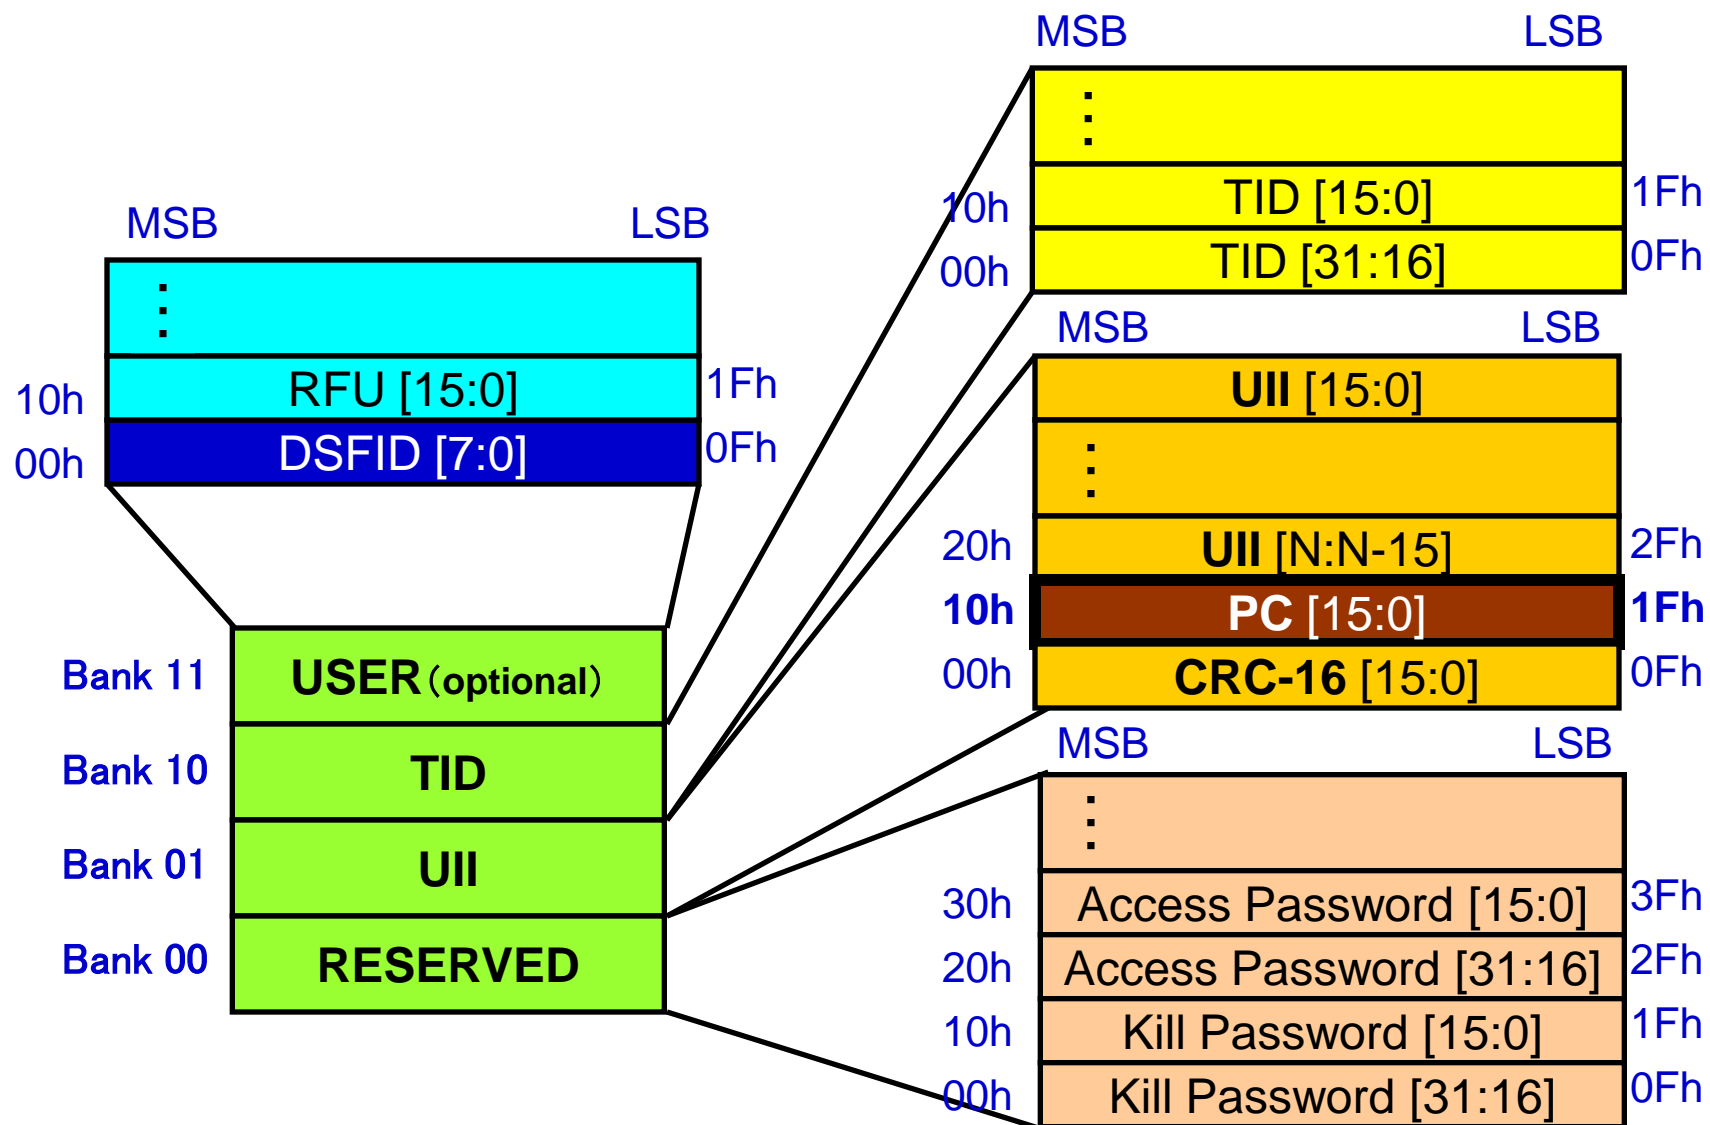 MSB LSB
⋮
10h TID [15:0] 1Fh
00h TID [31:16] 0Fh
MSB LSB
⋮
10h RFU [15:0] 1Fh
00h DSFID [7:0] 0Fh
MSB LSB
UII [15:0]
⋮
20h UII [N:N-15] 2Fh
10h PC [15:0] 1Fh
00h CRC-16 [15:0] 0Fh
Bank 11 USER（optional）
Bank 10 TID
Bank 01 UII
Bank 00 RESERVED
MSB LSB
⋮
30h Access Password [15:0] 3Fh
20h Access Password [31:16] 2Fh
10h Kill Password [15:0] 1Fh
00h Kill Password [31:16] 0Fh